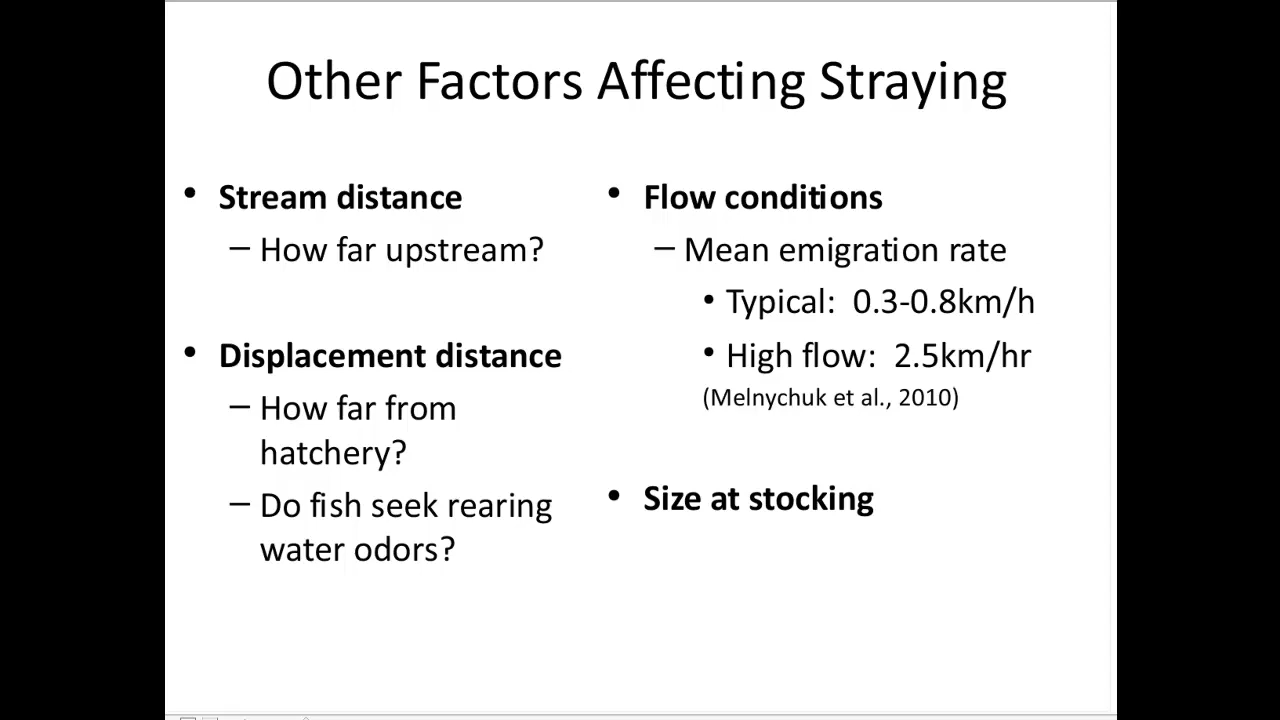 Other Factors Affecting Straying
• Stream distance
– How far upstream?
• Displacement distance
– How far from
hatchery?
– Do fish seek rearing
water odors?
• Flow conditions
– Mean emigration rate
• Typical:  0.3-0.8km/h
• High flow:  2.5km/hr
(Melnychuk et al., 2010)
• Size at stocking